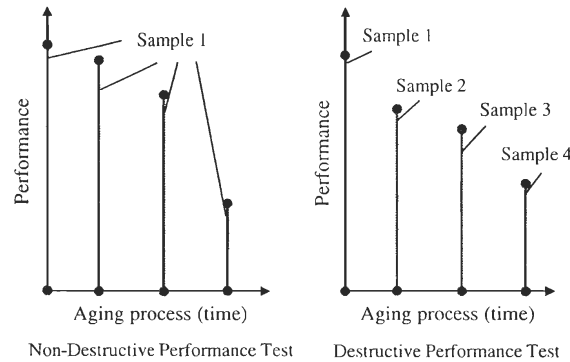 Performance
Sample 1
Aging process (time)
Non-Destructive Performance Test
Performance
Sample 1
Sample 2
Sample 3
Sample 4
Aging process (time)
Destructive Performance Test